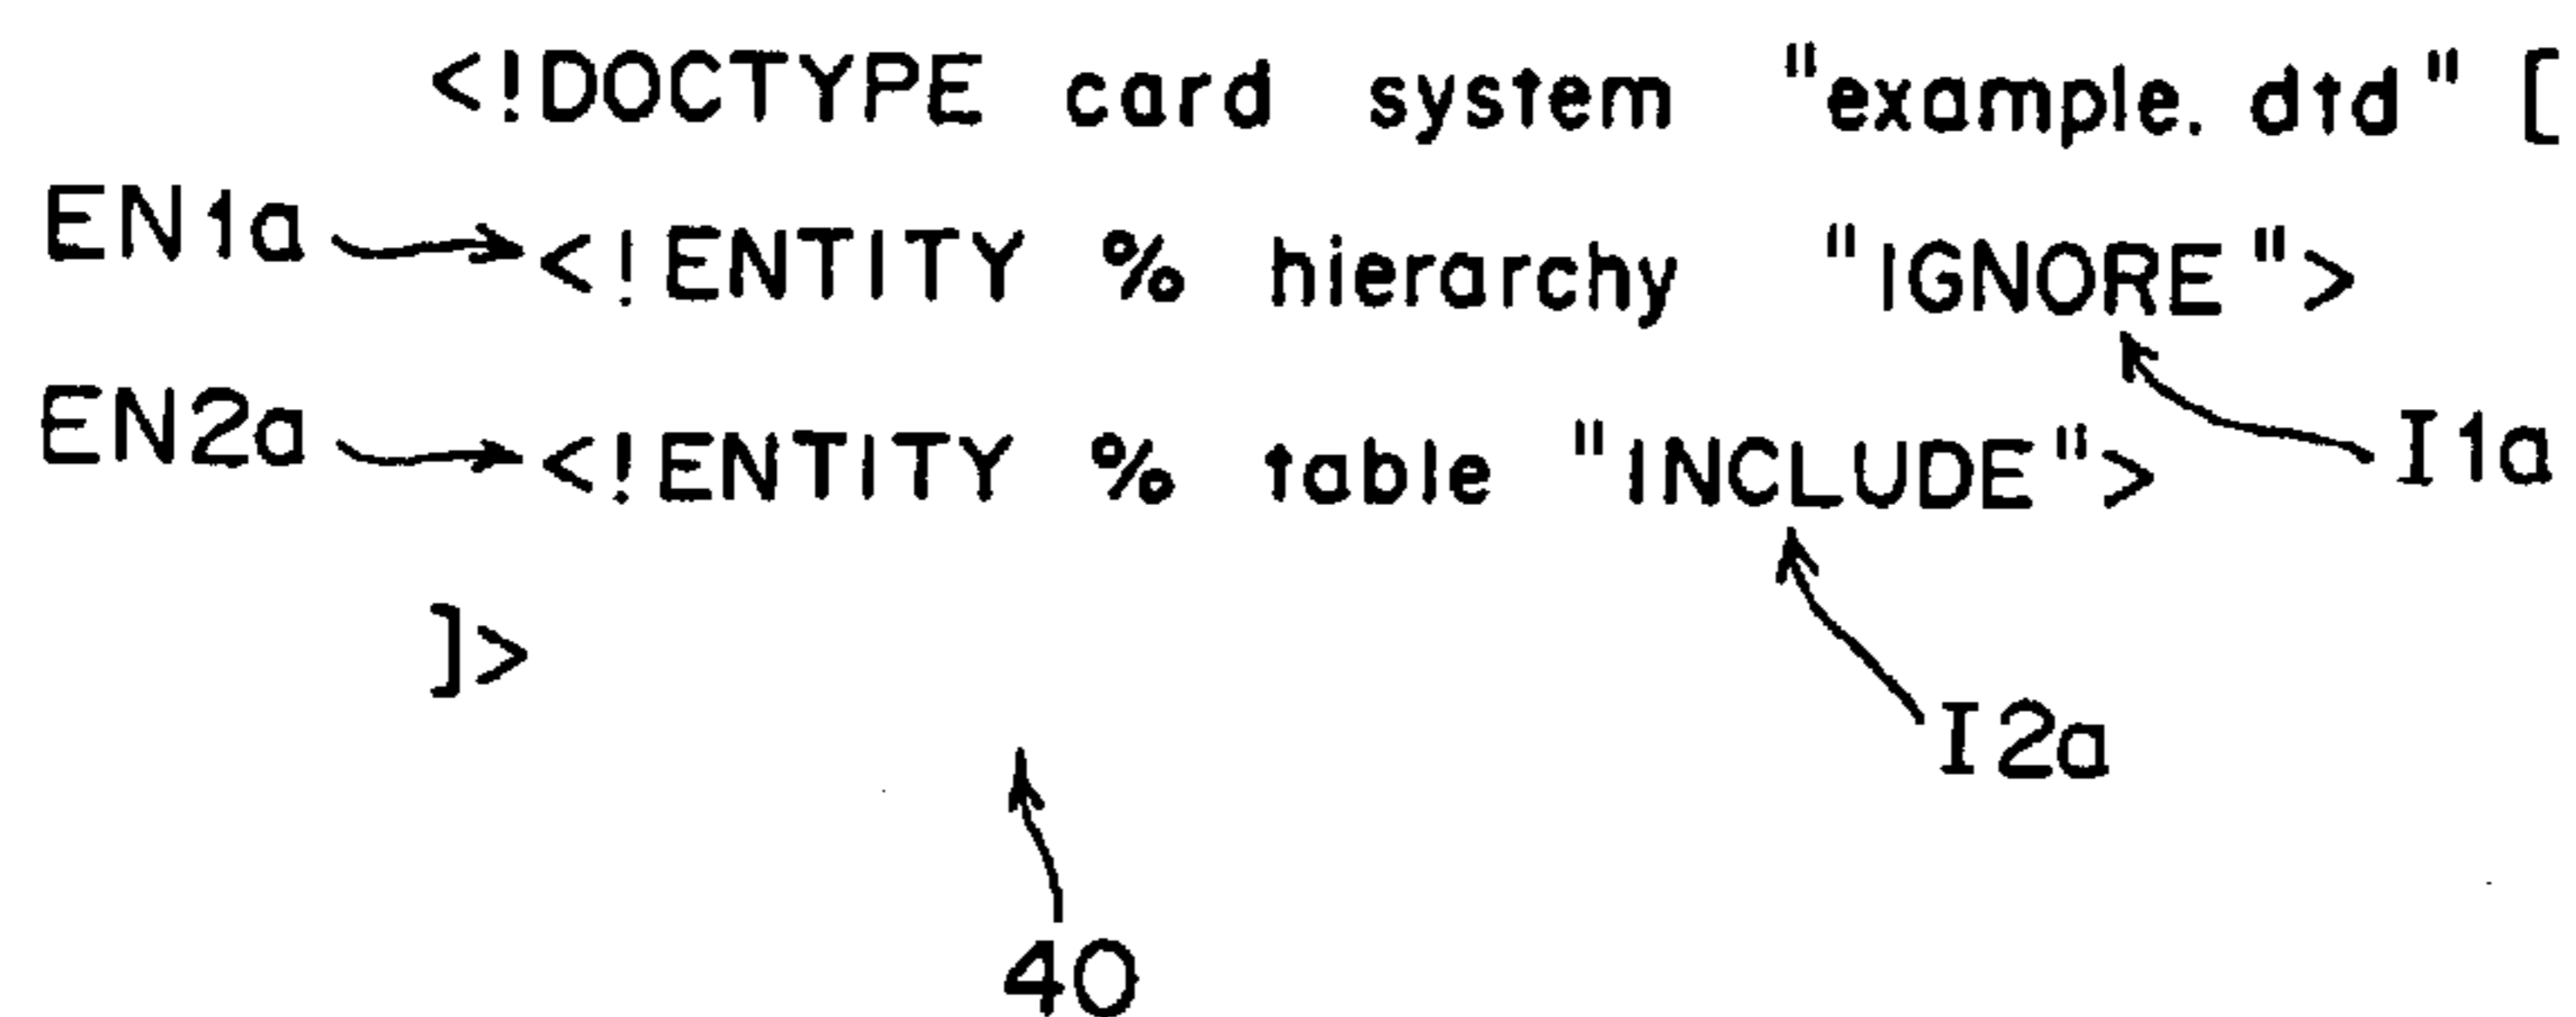 <!DOCTYPE card system "example. dtd" [
EN1a <!ENTITY % hierarchy "IGNORE">
EN2a <!ENTITY % table "INCLUDE"> I1a
]>
I2a
40